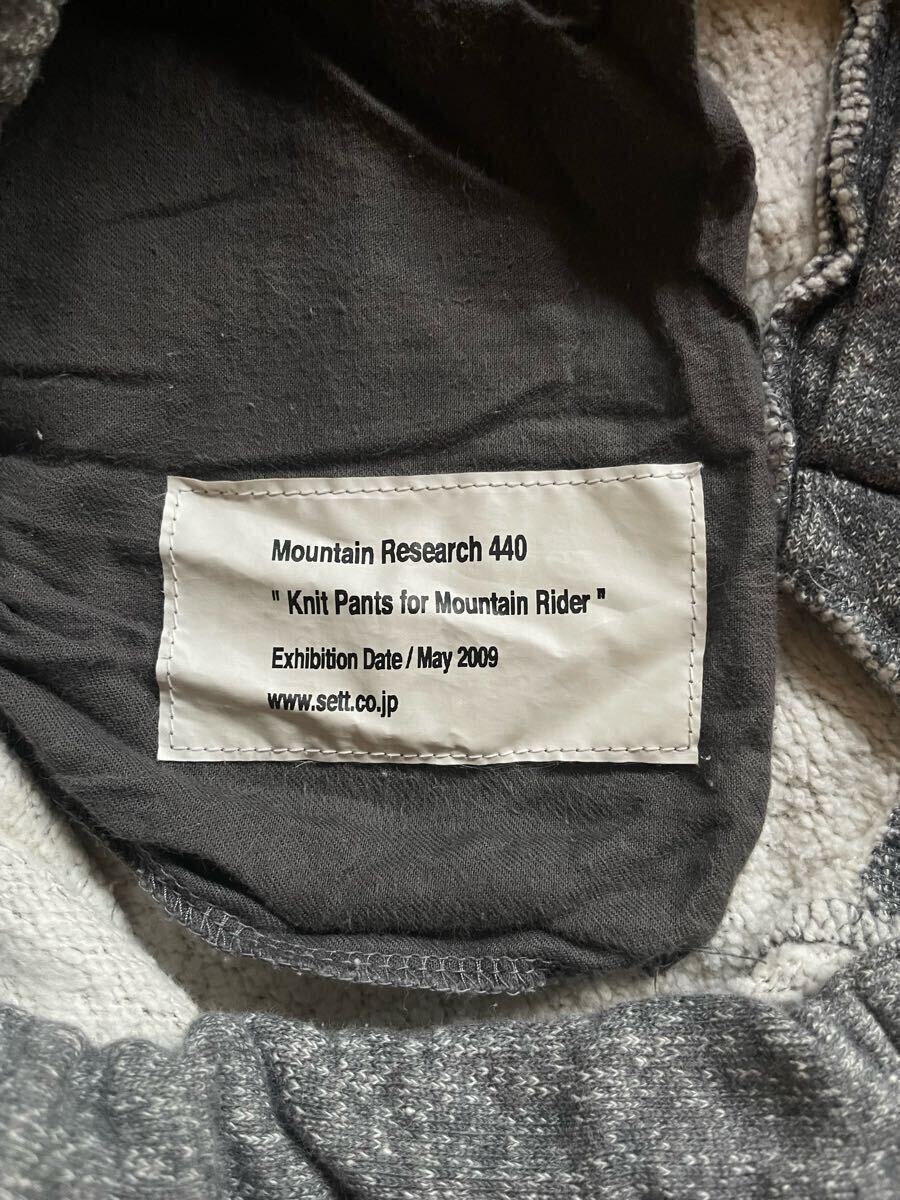 Mountain Research 440
" Knit Pants for Mountain Rider "
Exhibition Date / May 2009
www.sett.co.jp